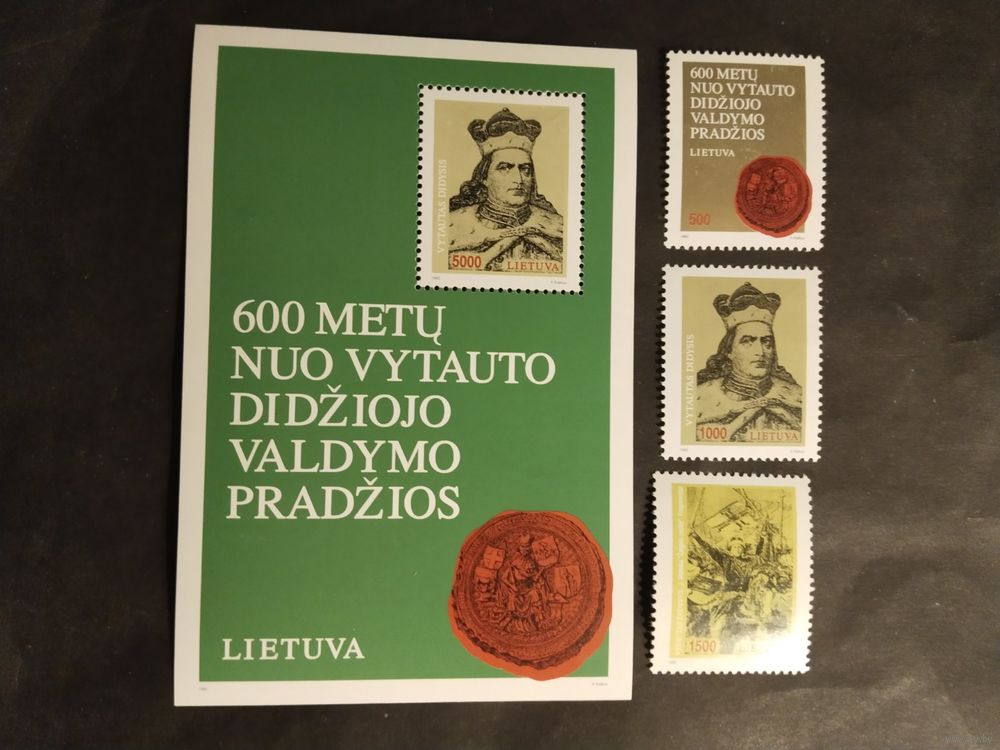 VYTAUTAS DIDYSIS
5000 LIETUVA
600 METŲ
NUO VYTAUTO
DIDŽIOJO
VALDYMO
PRADŽIOS
LIETUVA
600 METŲ
NUO VYTAUTO
DIDŽIOJO
VALDYMO
PRADŽIOS
LIETUVA
500
VYTAUTAS DIDYSIS
1000 LIETUVA
1500